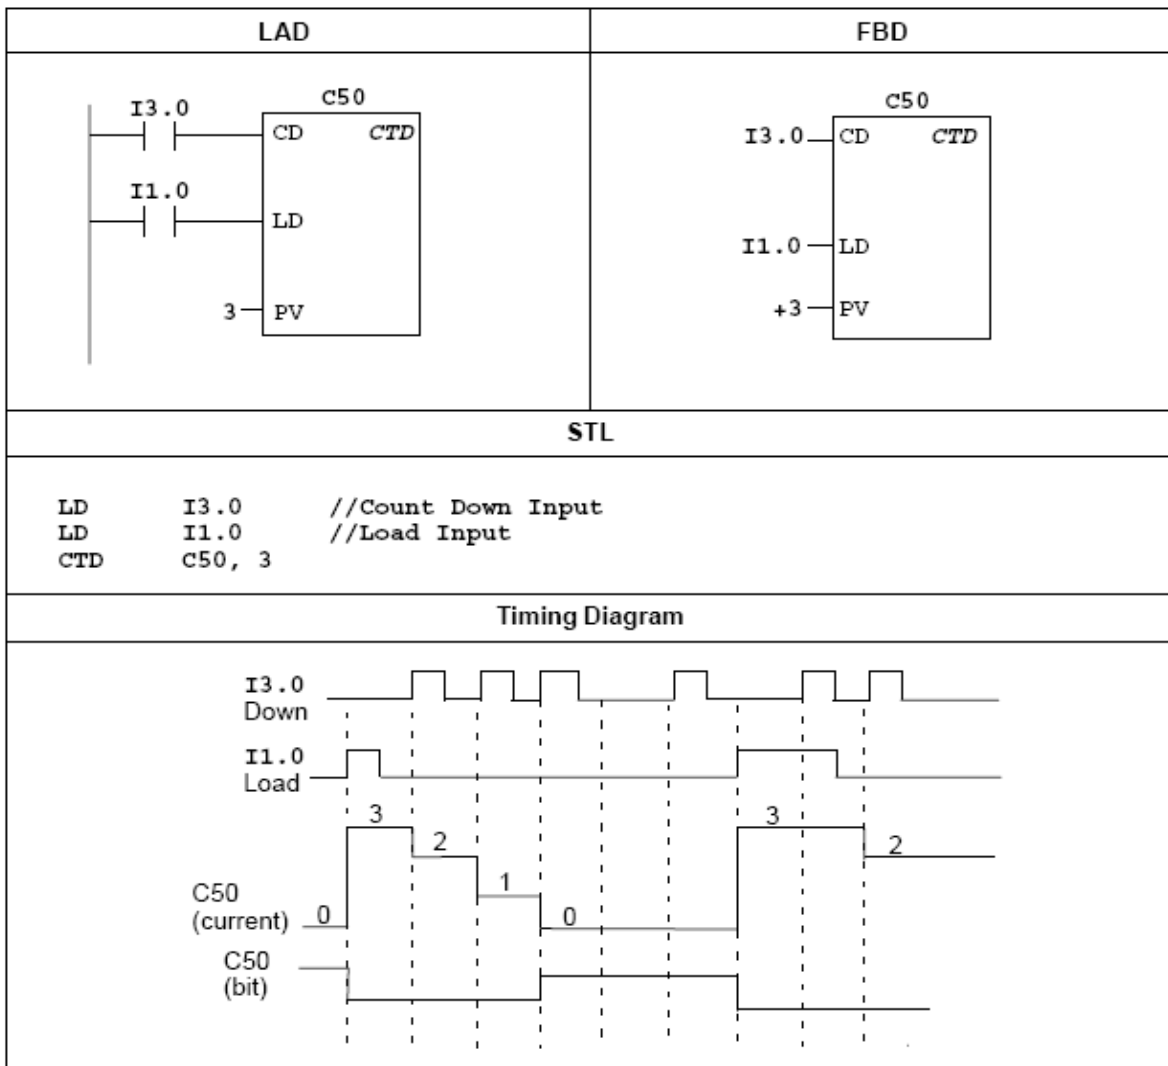 LAD
FBD
C50
I3.0
CD CTD
I1.0
LD
3 PV
C50
I3.0 CD CTD
I1.0 LD
+3 PV
STL
LD I3.0 //Count Down Input
LD I1.0 //Load Input
CTD C50, 3
Timing Diagram
I3.0
Down
I1.0
Load
3 3
2 2
1
C50
(current) 0 0
C50
(bit)